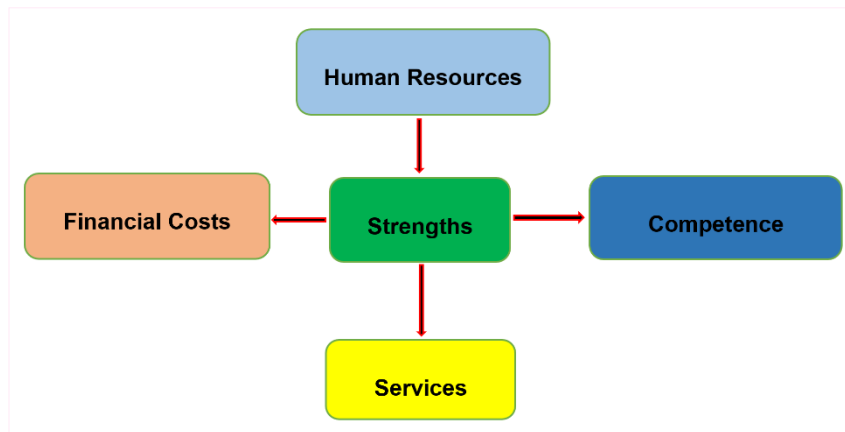 Human Resources
Financial Costs
Strengths
Competence
Services